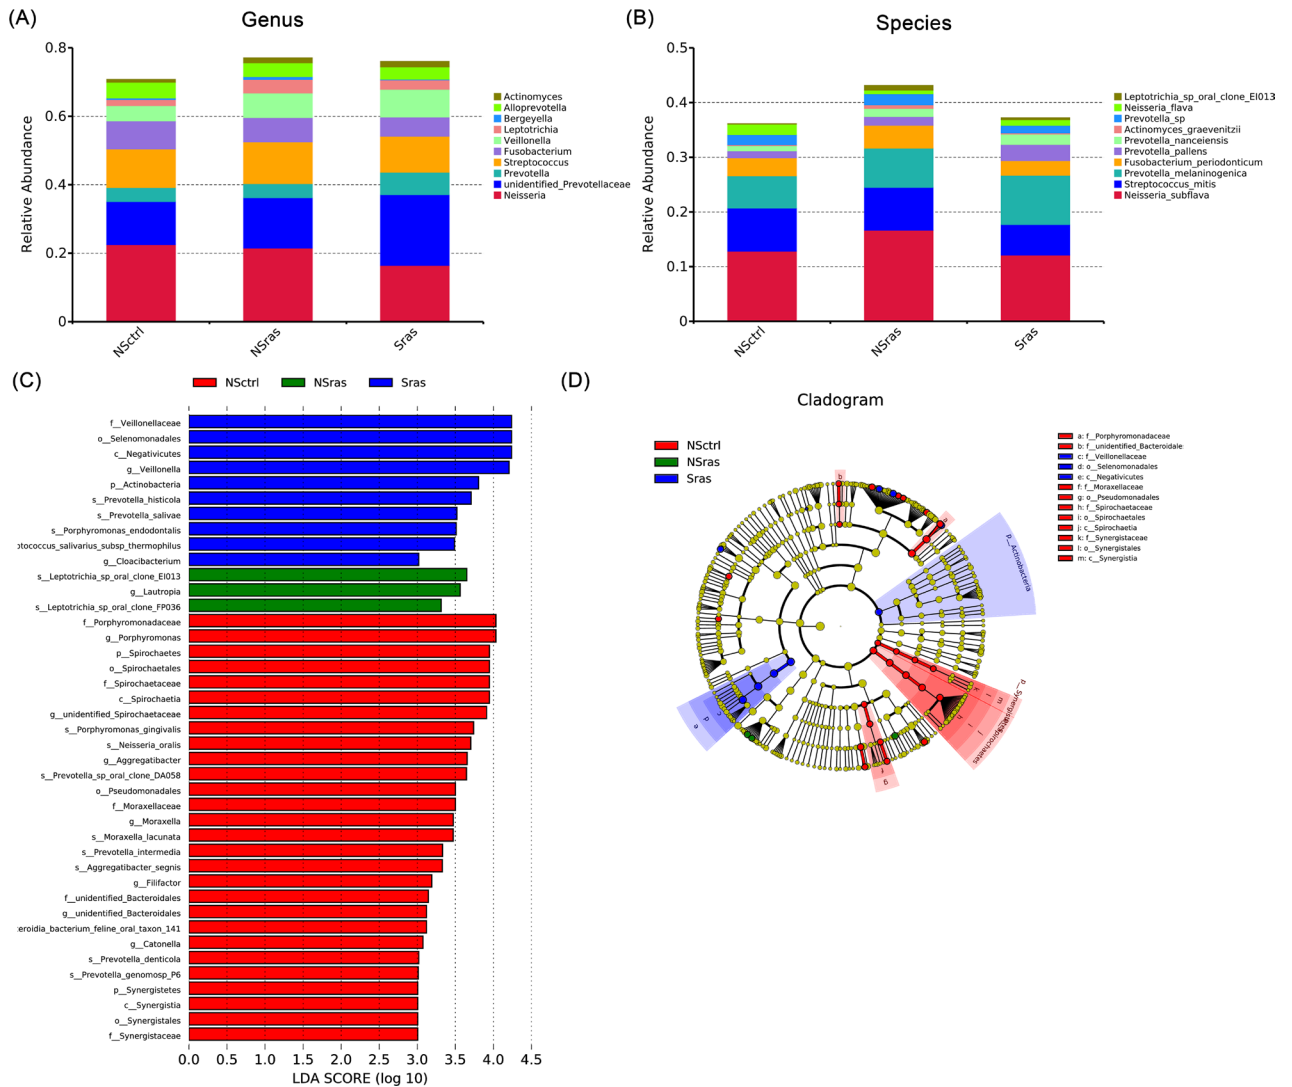 (A)
Genus
Relative Abundance
0.8
0.6
0.4
0.2
0
NSctrl
NSras
Sras
Actinomyces
Alloprevotella
Bergeyella
Leptotrichia
Veillonella
Fusobacterium
Streptococcus
Prevotella
unidentified_Prevotellaceae
Neisseria
(B)
Species
Relative Abundance
0.5
0.4
0.3
0.2
0.1
0
NSctrl
NSras
Sras
Leptotrichia_sp_oral_clone_EI013
Neisseria_flava
Prevotella_sp
Actinomyces_graevenitzii
Prevotella_nanceiensis
Prevotella_pallens
Fusobacterium_periodonticum
Prevotella_melaninogenica
Streptococcus_mitis
Neisseria_subflava
(C)
NSctrl
NSras
Sras
f__Veillonellaceae
o__Selenomonadales
c__Negativicutes
g__Veillonella
p__Actinobacteria
s__Prevotella_histicola
s__Prevotella_salivae
s__Porphyromonas_endodontalis
otococcus_salivarius_subsp_thermophilus
g__Cloacibacterium
s__Leptotrichia_sp_oral_clone_EI013
g__Lautropia
s__Leptotrichia_sp_oral_clone_FP036
f__Porphyromonadaceae
g__Porphyromonas
p__Spirochaetes
o__Spirochaetales
f__Spirochaetaceae
c__Spirochaetia
g__unidentified_Spirochaetaceae
s__Porphyromonas_gingivalis
s__Neisseria_oralis
g__Aggregatibacter
s__Prevotella_sp_oral_clone_DA058
o__Pseudomonadales
f__Moraxellaceae
g__Moraxella
s__Moraxella_lacunata
s__Prevotella_intermedia
s__Aggregatibacter_segnis
g__Filifactor
f__unidentified_Bacteroidales
g__unidentified_Bacteroidales
teroidia_bacterium_feline_oral_taxon_141
g__Catonella
s__Prevotella_denticola
s__Prevotella_genomosp_P6
p__Synergistetes
c__Synergistia
o__Synergistales
f__Synergistaceae
0.0 0.5 1.0 1.5 2.0 2.5 3.0 3.5 4.0 4.5
LDA SCORE (log 10)
(D)
Cladogram
NSctrl
NSras
Sras
b
a
p__Actinobacteria
k
l
m
h
i
j
p__Spirochaetes
f
g
c
d
e
a: f__Porphyromonadaceae
b: f__unidentified_Bacteroidale
c: f__Veillonellaceae
d: o__Selenomonadales
e: c__Negativicutes
f: f__Moraxellaceae
g: o__Pseudomonadales
h: f__Spirochaetaceae
i: o__Spirochaetales
j: c__Spirochaetia
k: f__Synergistaceae
l: o__Synergistales
m: c__Synergistia